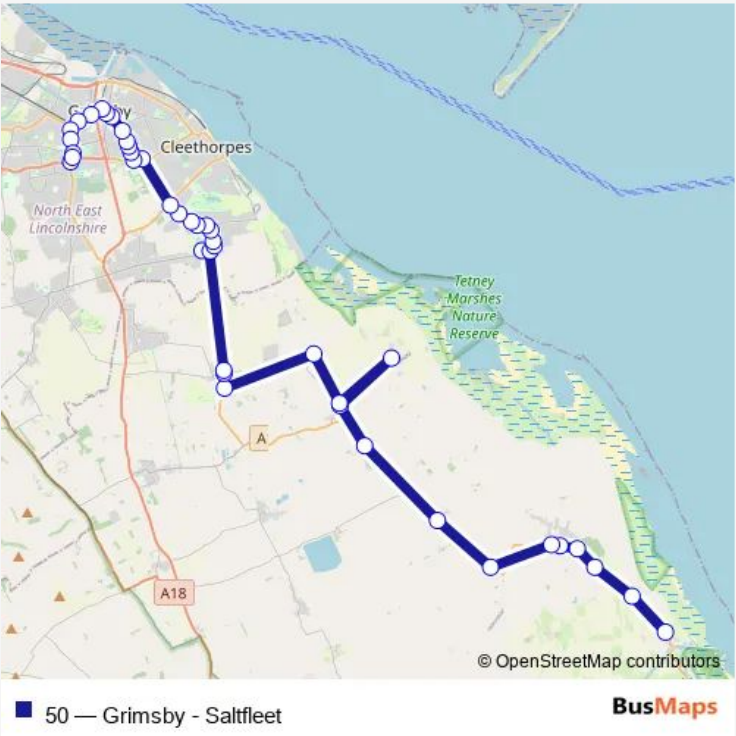 Cleethorpes
North East
Lincolnshire
Tetney
Marshes
Nature
Reserve
A
A18
© OpenStreetMap contributors
50 — Grimsby - Saltfleet
BusMaps